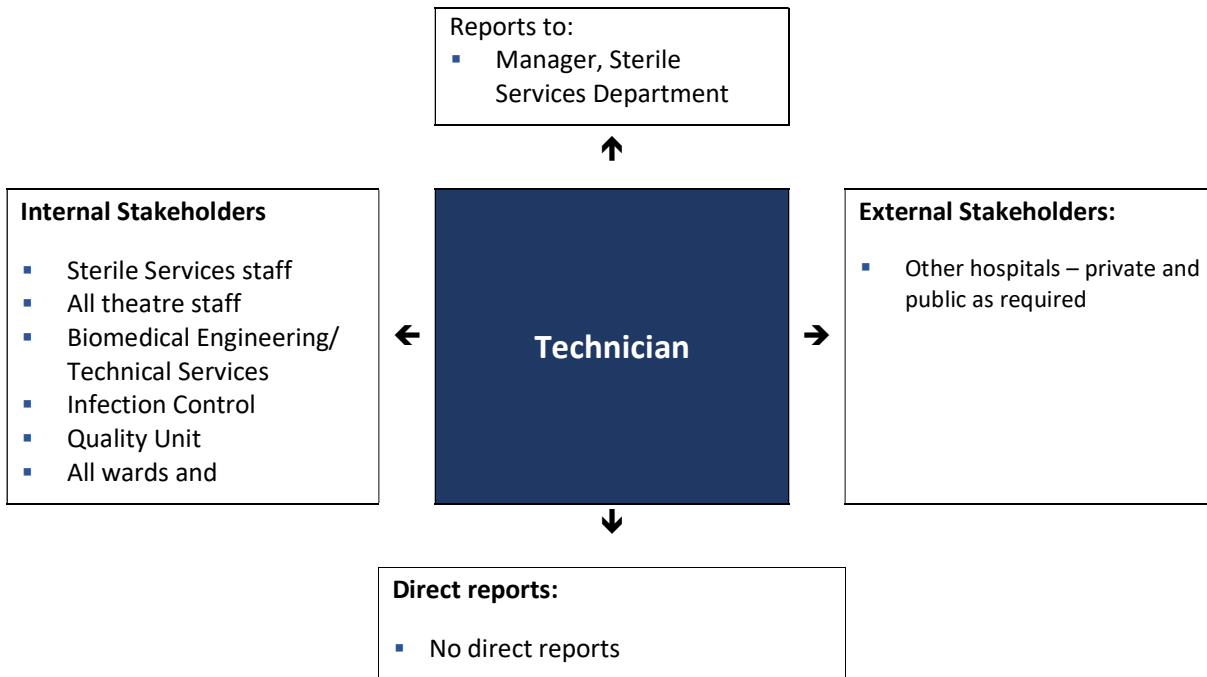 Reports to:
▪ Manager, Sterile
Services Department
Internal Stakeholders
▪ Sterile Services staff
▪ All theatre staff
▪ Biomedical Engineering/
Technical Services
▪ Infection Control
▪ Quality Unit
▪ All wards and
Technician
External Stakeholders:
▪ Other hospitals – private and
public as required
Direct reports:
▪ No direct reports